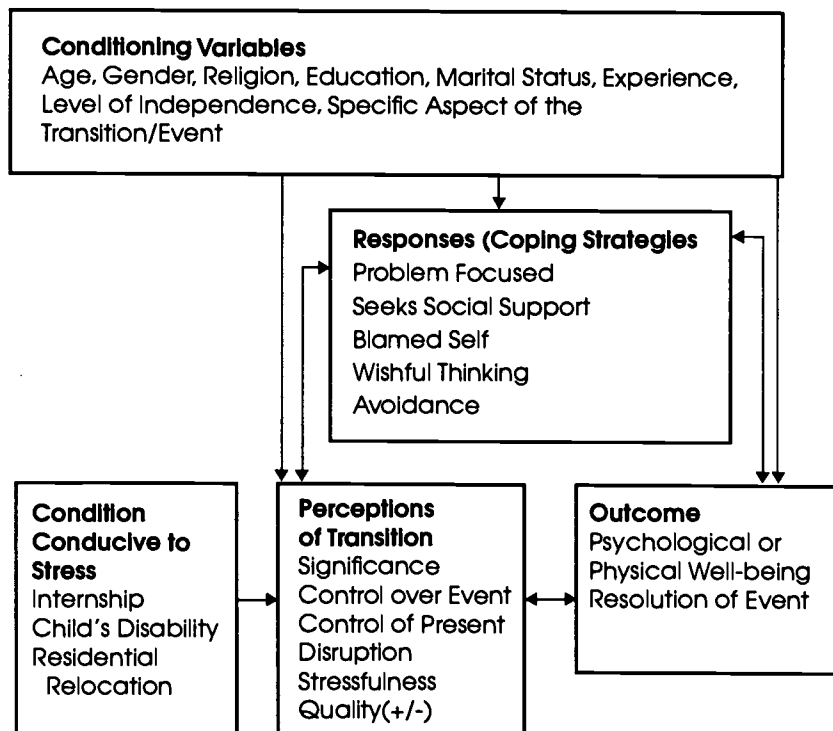 Conditioning Variables
Age, Gender, Religion, Education, Marital Status, Experience,
Level of Independence, Specific Aspect of the
Transition/Event
Responses (Coping Strategies
Problem Focused
Seeks Social Support
Blamed Self
Wishful Thinking
Avoidance
Condition
Conducive to
Stress
Internship
Child's Disability
Residential
Relocation
Perceptions
of Transition
Significance
Control over Event
Control of Present
Disruption
Stressfulness
Quality(+/-)
Outcome
Psychological or
Physical Well-being
Resolution of Event